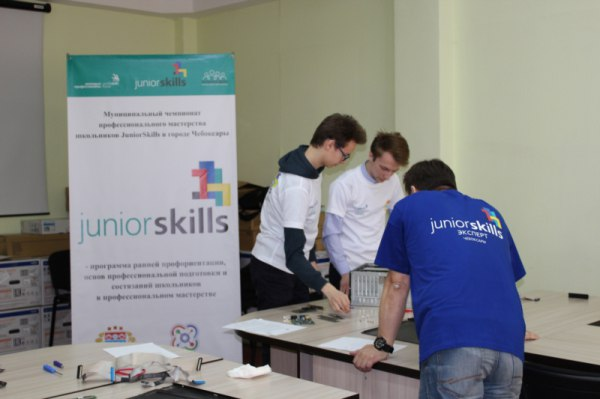 juniorskills
Муниципальный чемпионат
профессионального мастерства
школьников JuniorSkills в городе Чебоксары
juniorskills
- программа ранней профориентации,
основ профессиональной подготовки и
состязаний школьников
в профессиональном мастерстве
juniorskills
ЭКСПЕРТ
ЧЕБОКСАРЫ